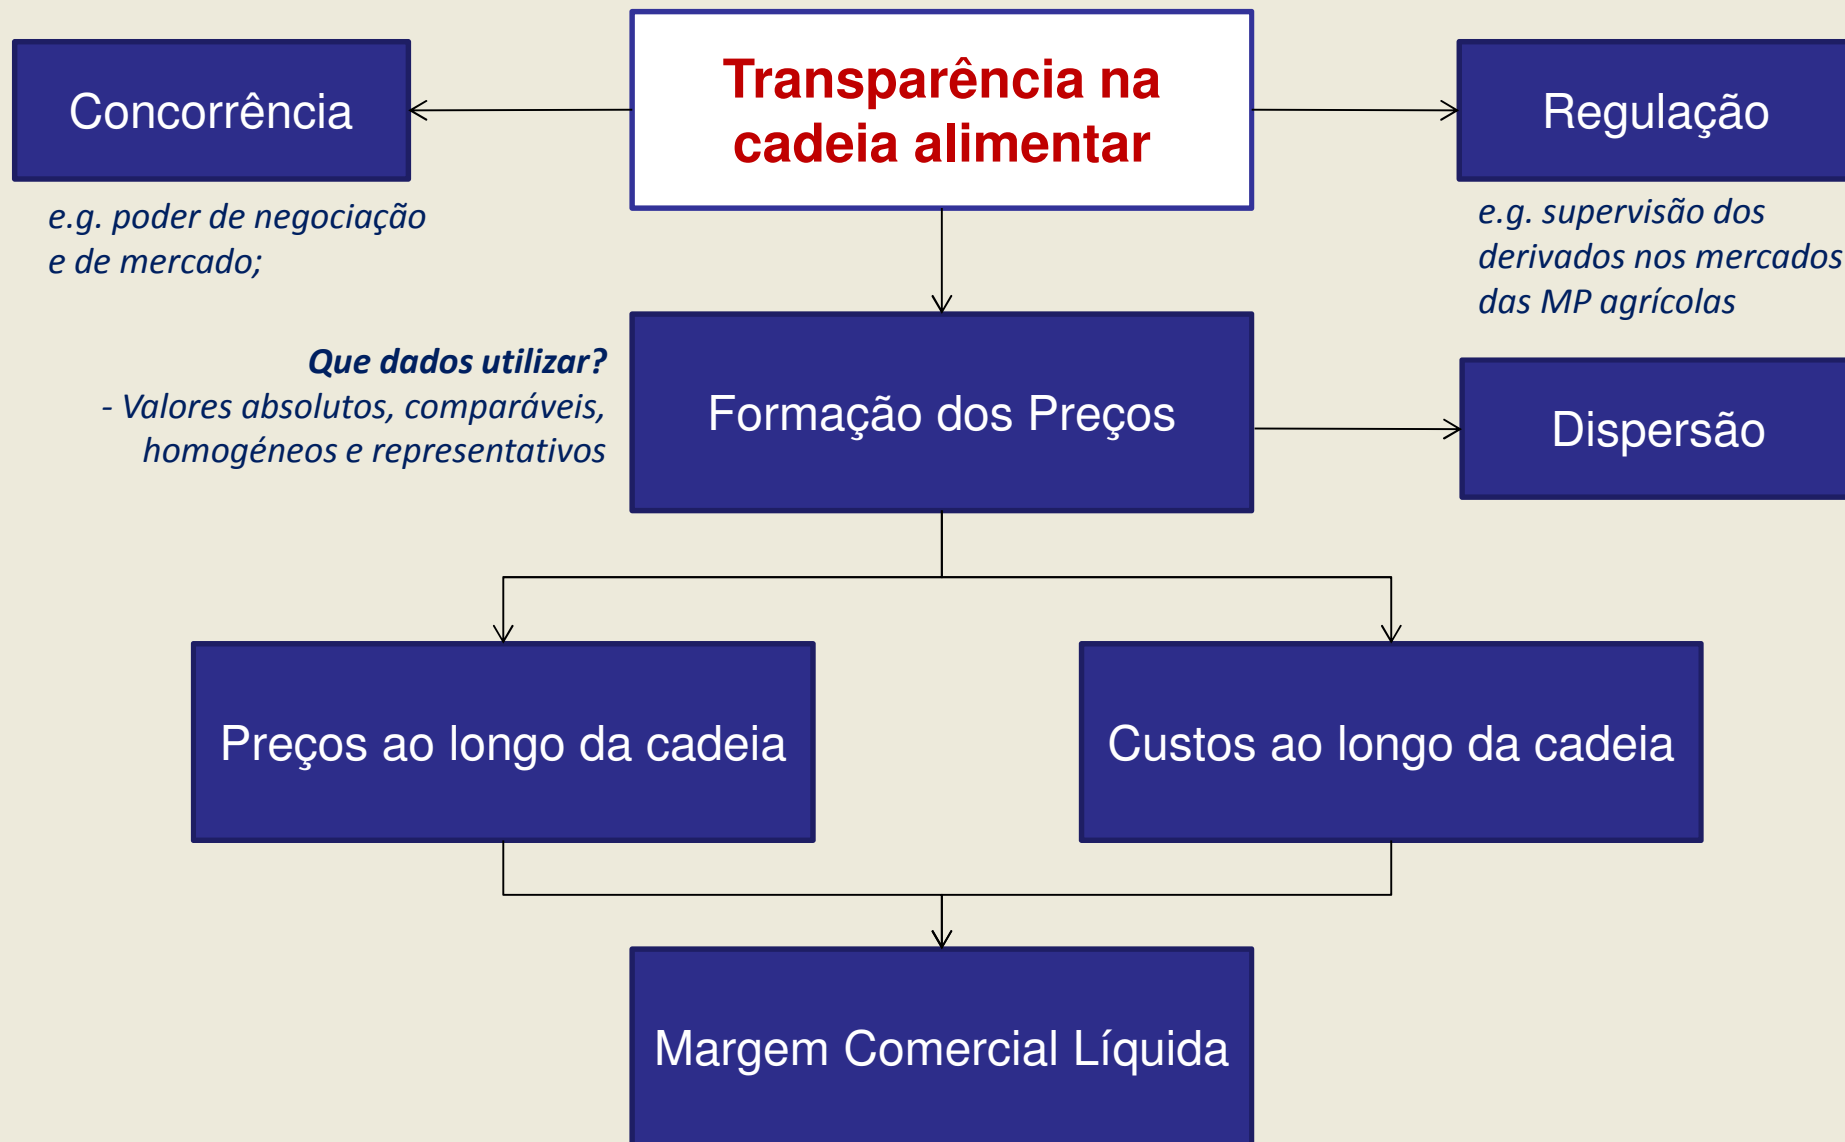 Concorrência
Transparência na
cadeia alimentar
Regulação
e.g. poder de negociação
e de mercado;
e.g. supervisão dos
derivados nos mercados
das MP agrícolas
Que dados utilizar?
- Valores absolutos, comparáveis,
homogéneos e representativos
Formação dos Preços
Dispersão
Preços ao longo da cadeia
Custos ao longo da cadeia
Margem Comercial Líquida